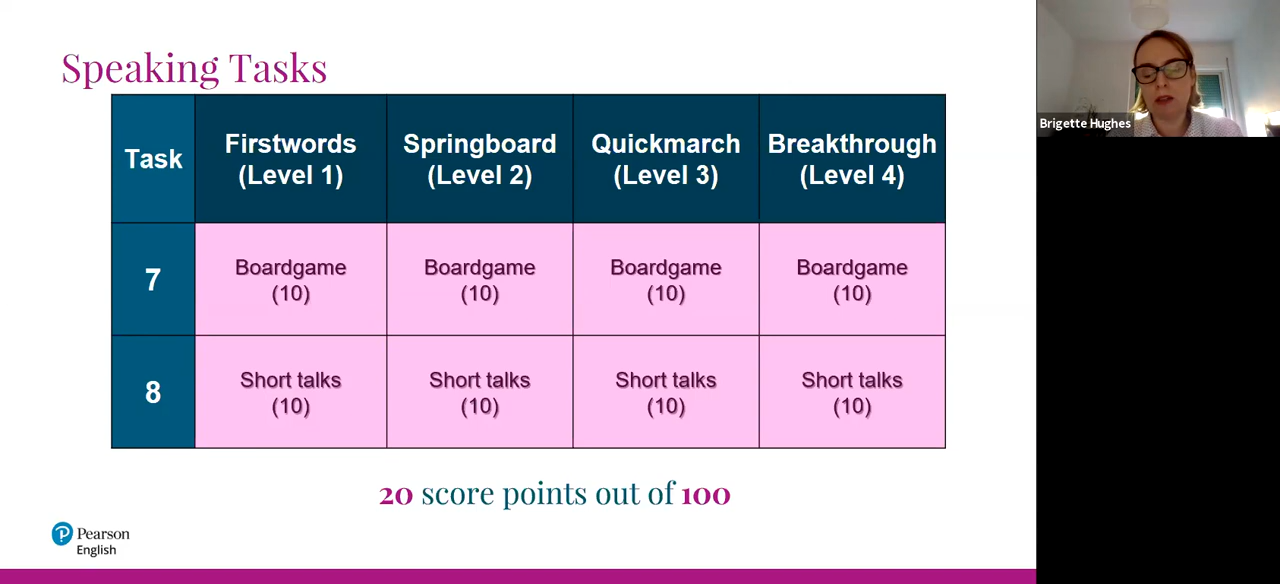 Speaking Tasks
Task
Firstwords
(Level 1)
Springboard
(Level 2)
Quickmarch
(Level 3)
Breakthrough
(Level 4)
7
Boardgame
(10)
Boardgame
(10)
Boardgame
(10)
Boardgame
(10)
8
Short talks
(10)
Short talks
(10)
Short talks
(10)
Short talks
(10)
20 score points out of 100
P Pearson
English
Brigette Hughes